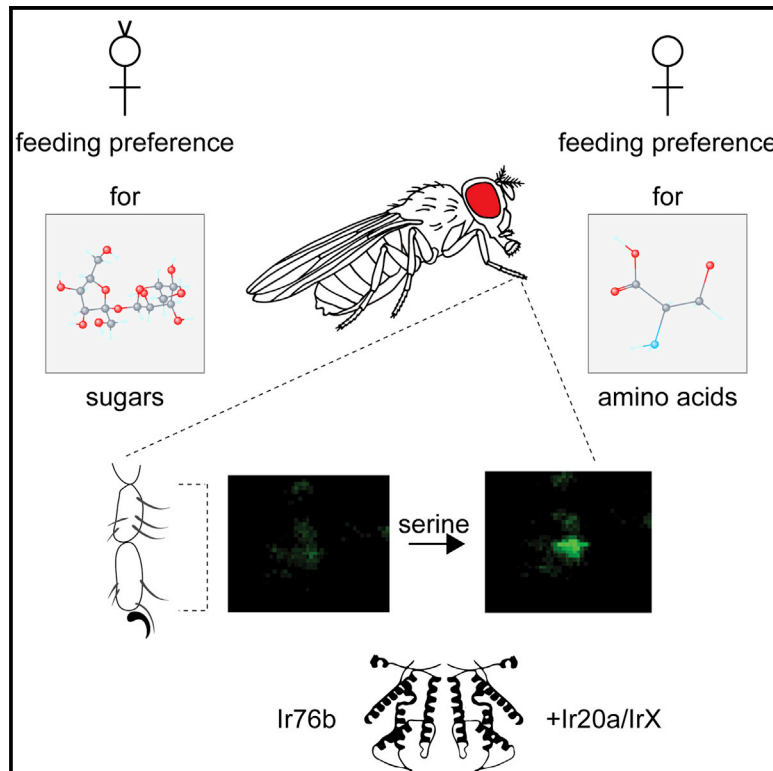 v
feeding preference
for
sugars
feeding preference
for
amino acids
serine
Ir76b
+Ir20a/IrX